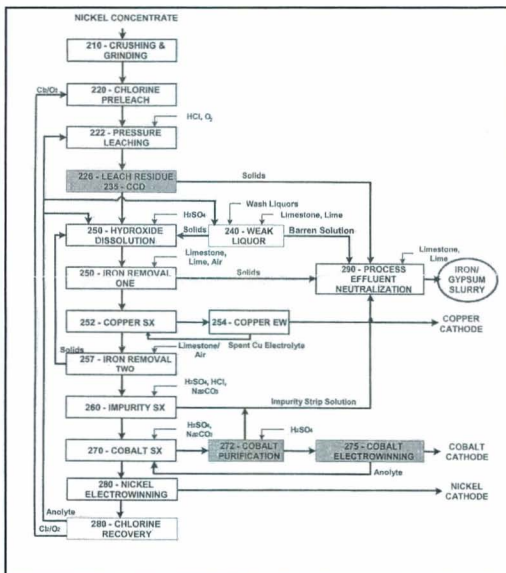 NICKEL CONCENTRATE
210 - CRUSHING &
GRINDING
Cl2/O2
220 - CHLORINE
PRELEACH
HCl, O2
222 - PRESSURE
LEACHING
226 - LEACH RESIDUE
235 - CCD
Solids
H2SO4
Wash Liquors
Limestone, Lime
250 - HYDROXIDE
DISSOLUTION
Solids
240 - WEAK
LIQUOR
Barren Solution
Limestone,
Lime, Air
Limestone,
Lime
250 - IRON REMOVAL
ONE
Solids
290 - PROCESS
EFFLUENT
NEUTRALIZATION
IRON/
GYPSUM
SLURRY
252 - COPPER SX
254 - COPPER EW
COPPER
CATHODE
Solids
Limestone/
Air
Spent Cu Electrolyte
257 - IRON REMOVAL
TWO
H2SO4, HCl,
Na2CO3
260 - IMPURITY SX
Impurity Strip Solution
H2SO4,
Na2CO3
H2SO4
270 - COBALT SX
272 - COBALT
PURIFICATION
275 - COBALT
ELECTROWINNING
COBALT
CATHODE
Anolyte
280 - NICKEL
ELECTROWINNING
NICKEL
CATHODE
Anolyte
Cl2/O2
280 - CHLORINE
RECOVERY